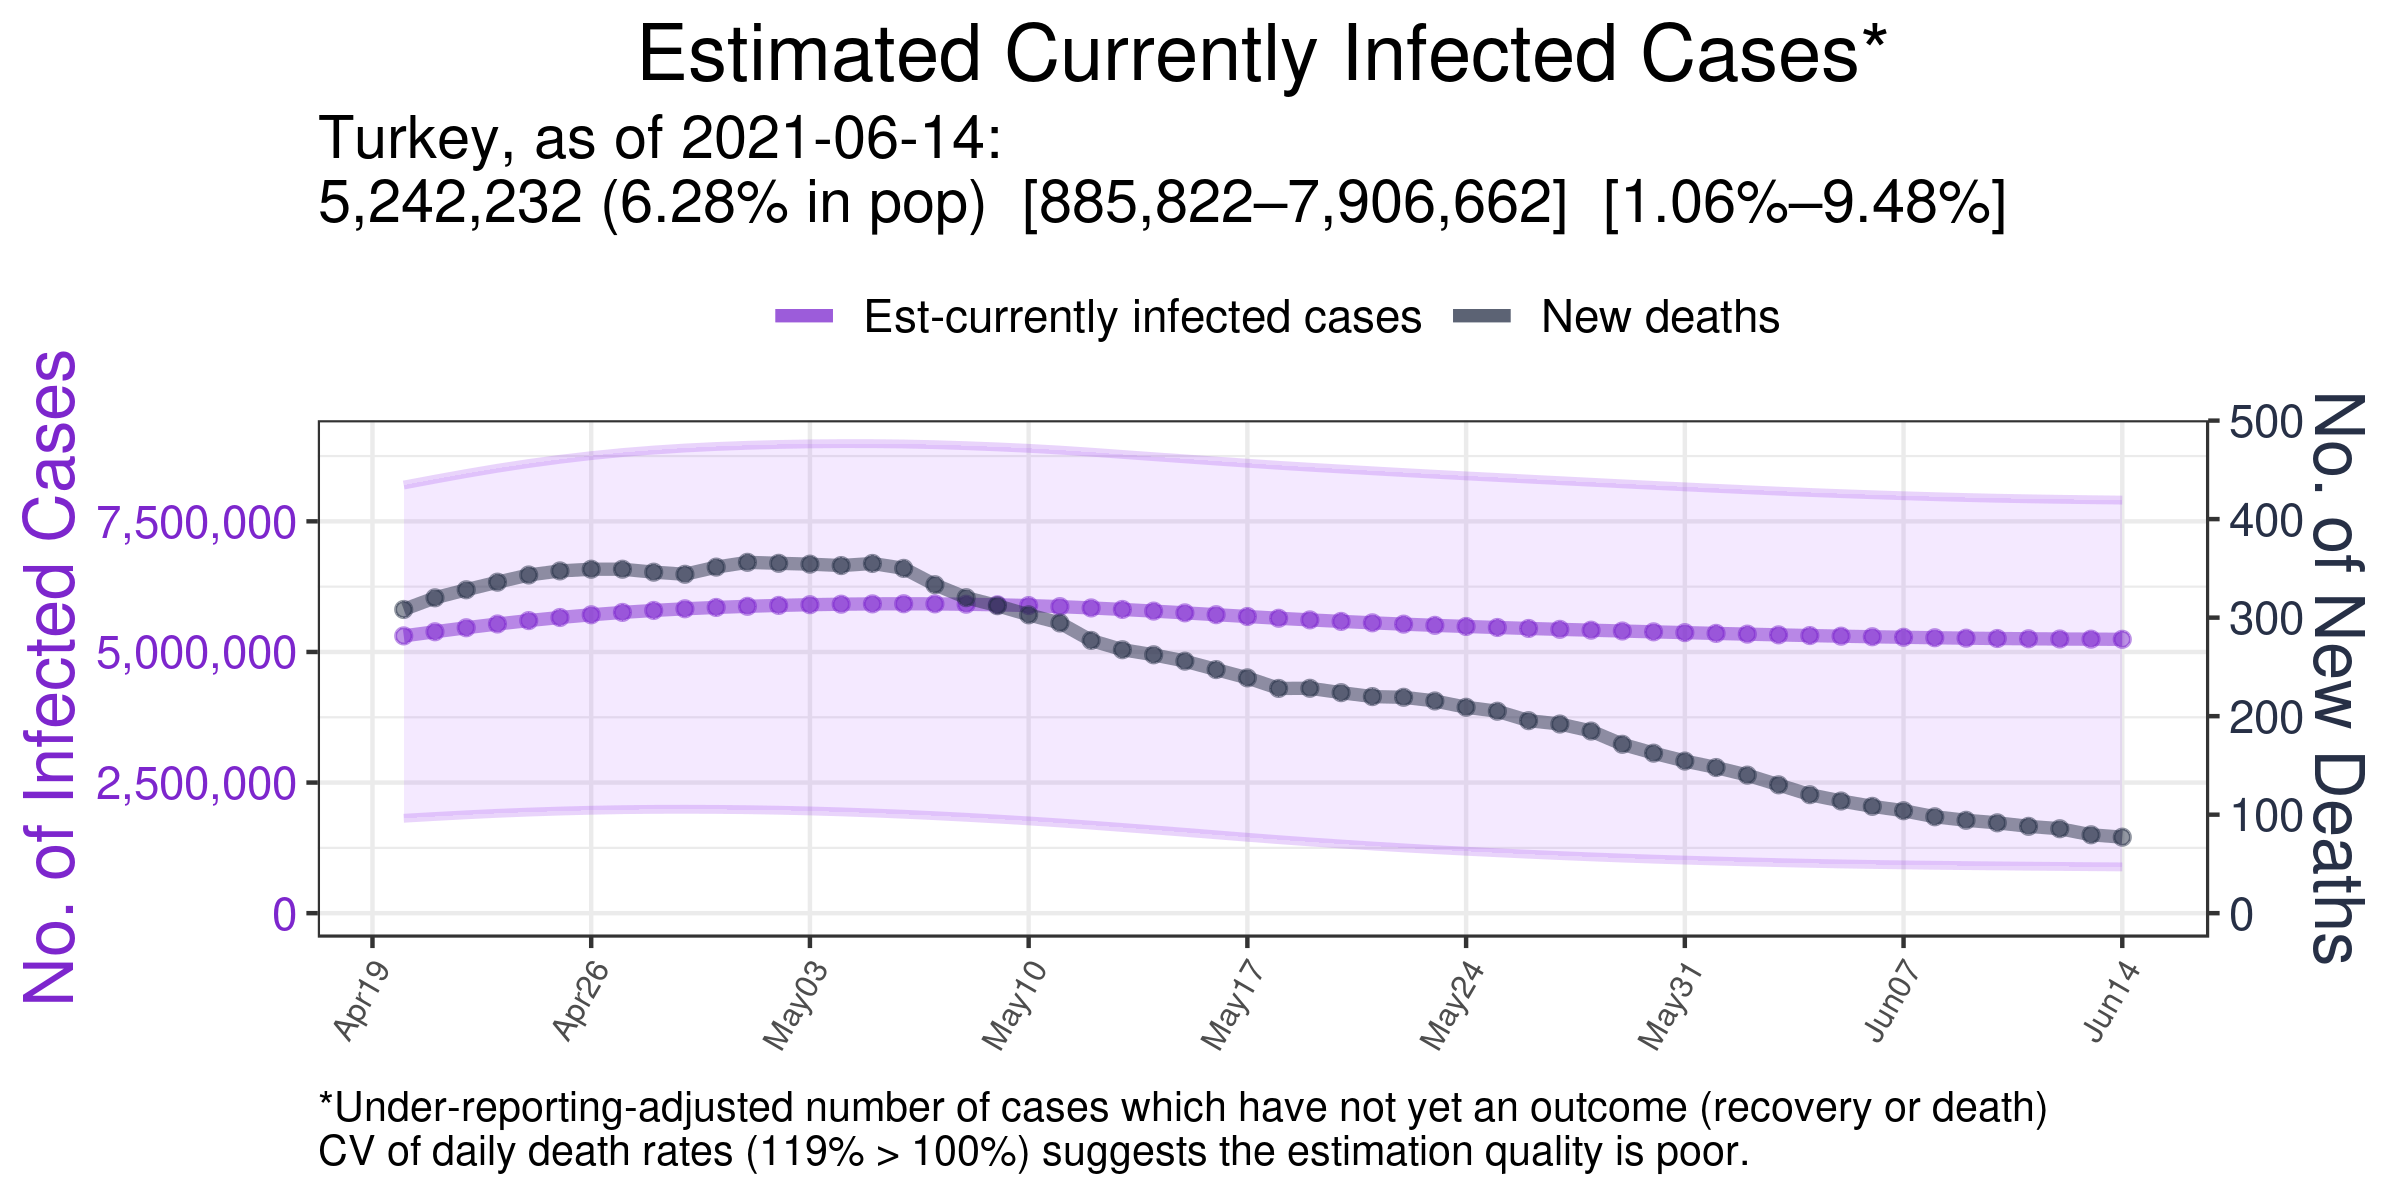 Estimated Currently Infected Cases*
Turkey, as of 2021-06-14:
5,242,232 (6.28% in pop)  [885,822–7,906,662]  [1.06%–9.48%]
Est-currently infected cases
New deaths
No. of Infected Cases
7,500,000
5,000,000
2,500,000
0
500
400
300
200
100
0
No. of New Deaths
Apr19
Apr26
May03
May10
May17
May24
May31
Jun07
Jun14
*Under-reporting-adjusted number of cases which have not yet an outcome (recovery or death)
CV of daily death rates (119% > 100%) suggests the estimation quality is poor.